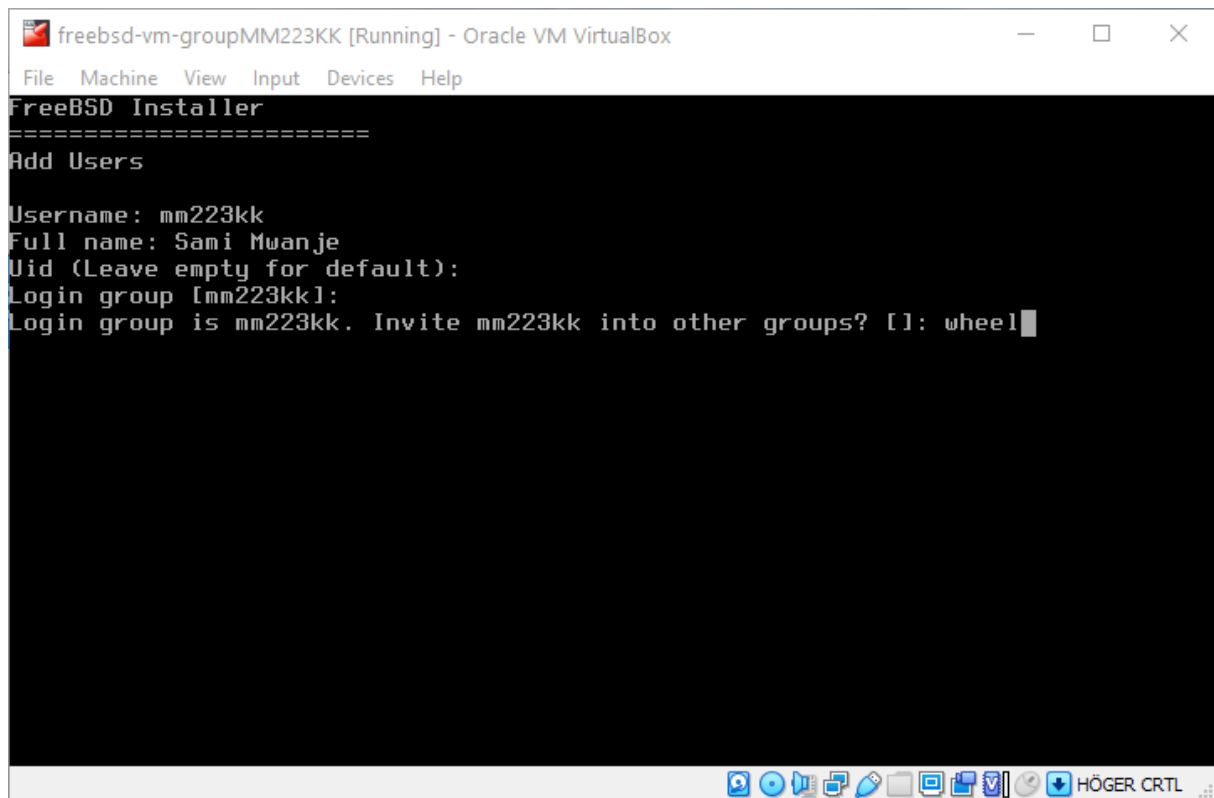 freebsd-vm-groupMM223KK [Running] - Oracle VM VirtualBox
File Machine View Input Devices Help
FreeBSD Installer
========================
Add Users
Username: mm223kk
Full name: Sami Mwanje
Uid (Leave empty for default):
Login group [mm223kk]:
Login group is mm223kk. Invite mm223kk into other groups? []: wheel
HÖGER CRTL